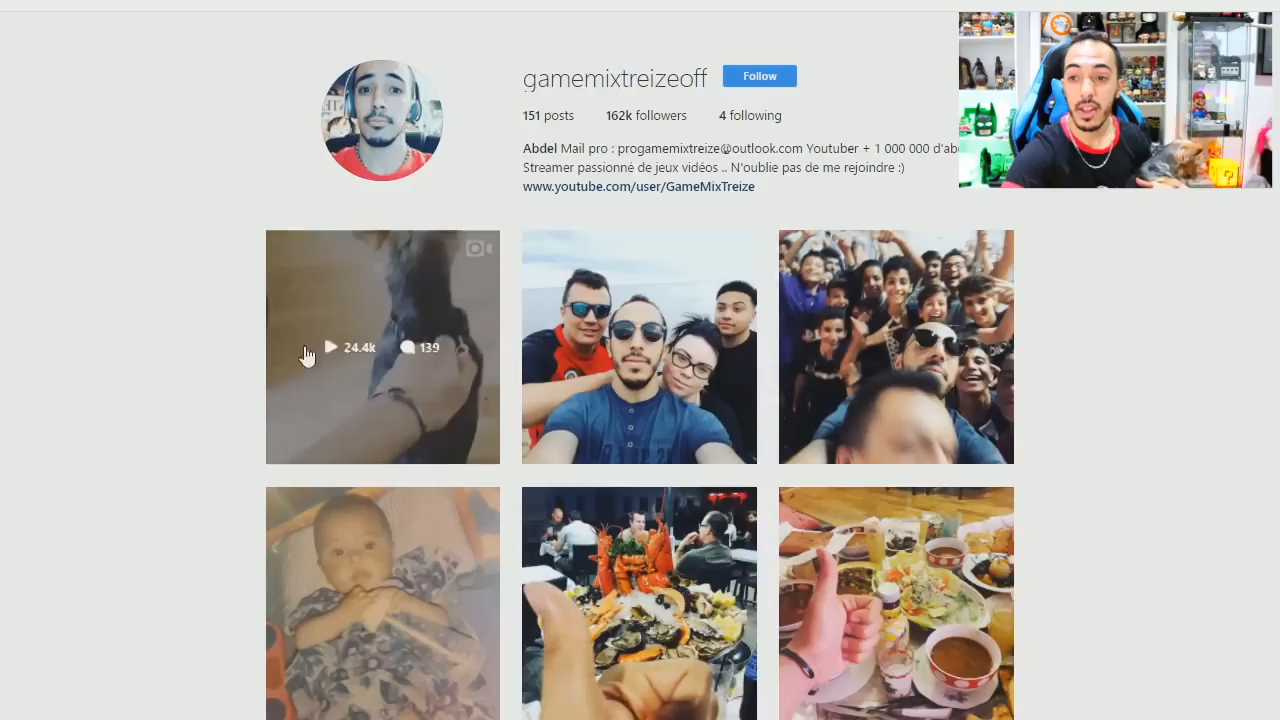 gamemixtreizeoff Follow
151 posts 162k followers 4 following
Abdel Mail pro : progamemixtreize@outlook.com Youtuber + 1 000 000 d'ab
Streamer passionné de jeux vidéos .. N'oublie pas de me rejoindre :)
www.youtube.com/user/GameMixTreize
24.4k 139